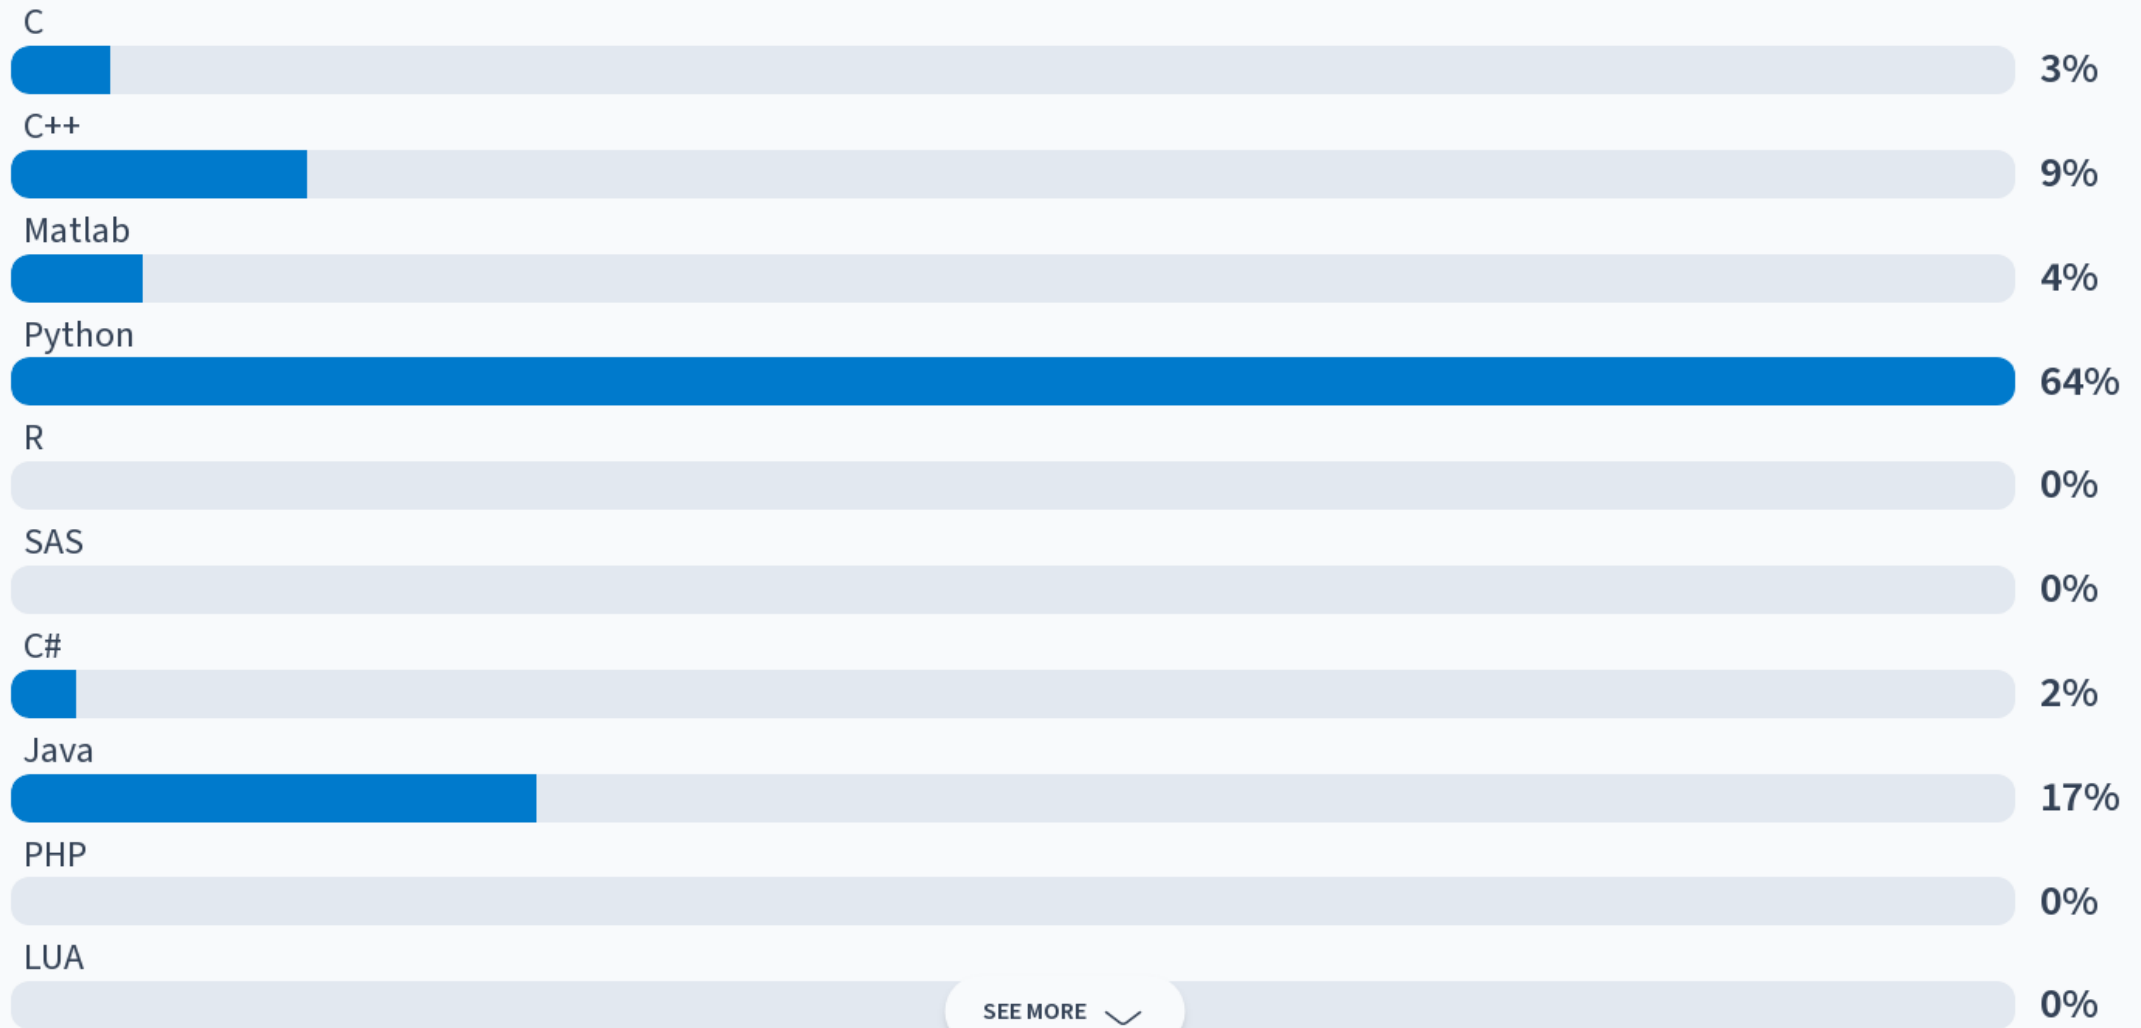 C
3%
C++
9%
Matlab
4%
Python
64%
R
0%
SAS
0%
C#
2%
Java
17%
PHP
0%
LUA
0%
SEE MORE